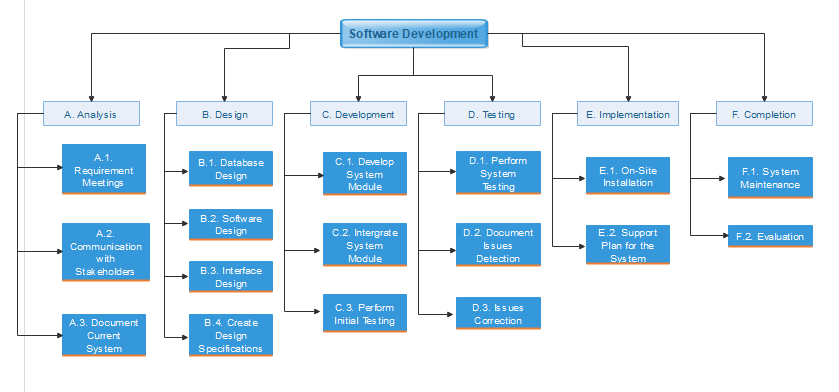 Software Development
A. Analysis
B. Design
C. Development
D. Testing
E. Implementation
F. Completion
A.1.
Requirement
Meetings
A.2.
Communication
with
Stakeholders
A.3. Document
Current
System
B.1. Database
Design
B.2. Software
Design
B.3. Interface
Design
B.4. Create
Design
Specifications
C.1. Develop
System
Module
C.2. Intergrate
System
Module
C.3. Perform
Initial Testing
D.1. Perform
System
Testing
D.2. Document
Issues
Detection
D.3. Issues
Correction
E.1. On-Site
Installation
E.2. Support
Plan for the
System
F.1. System
Maintenance
F.2. Evaluation